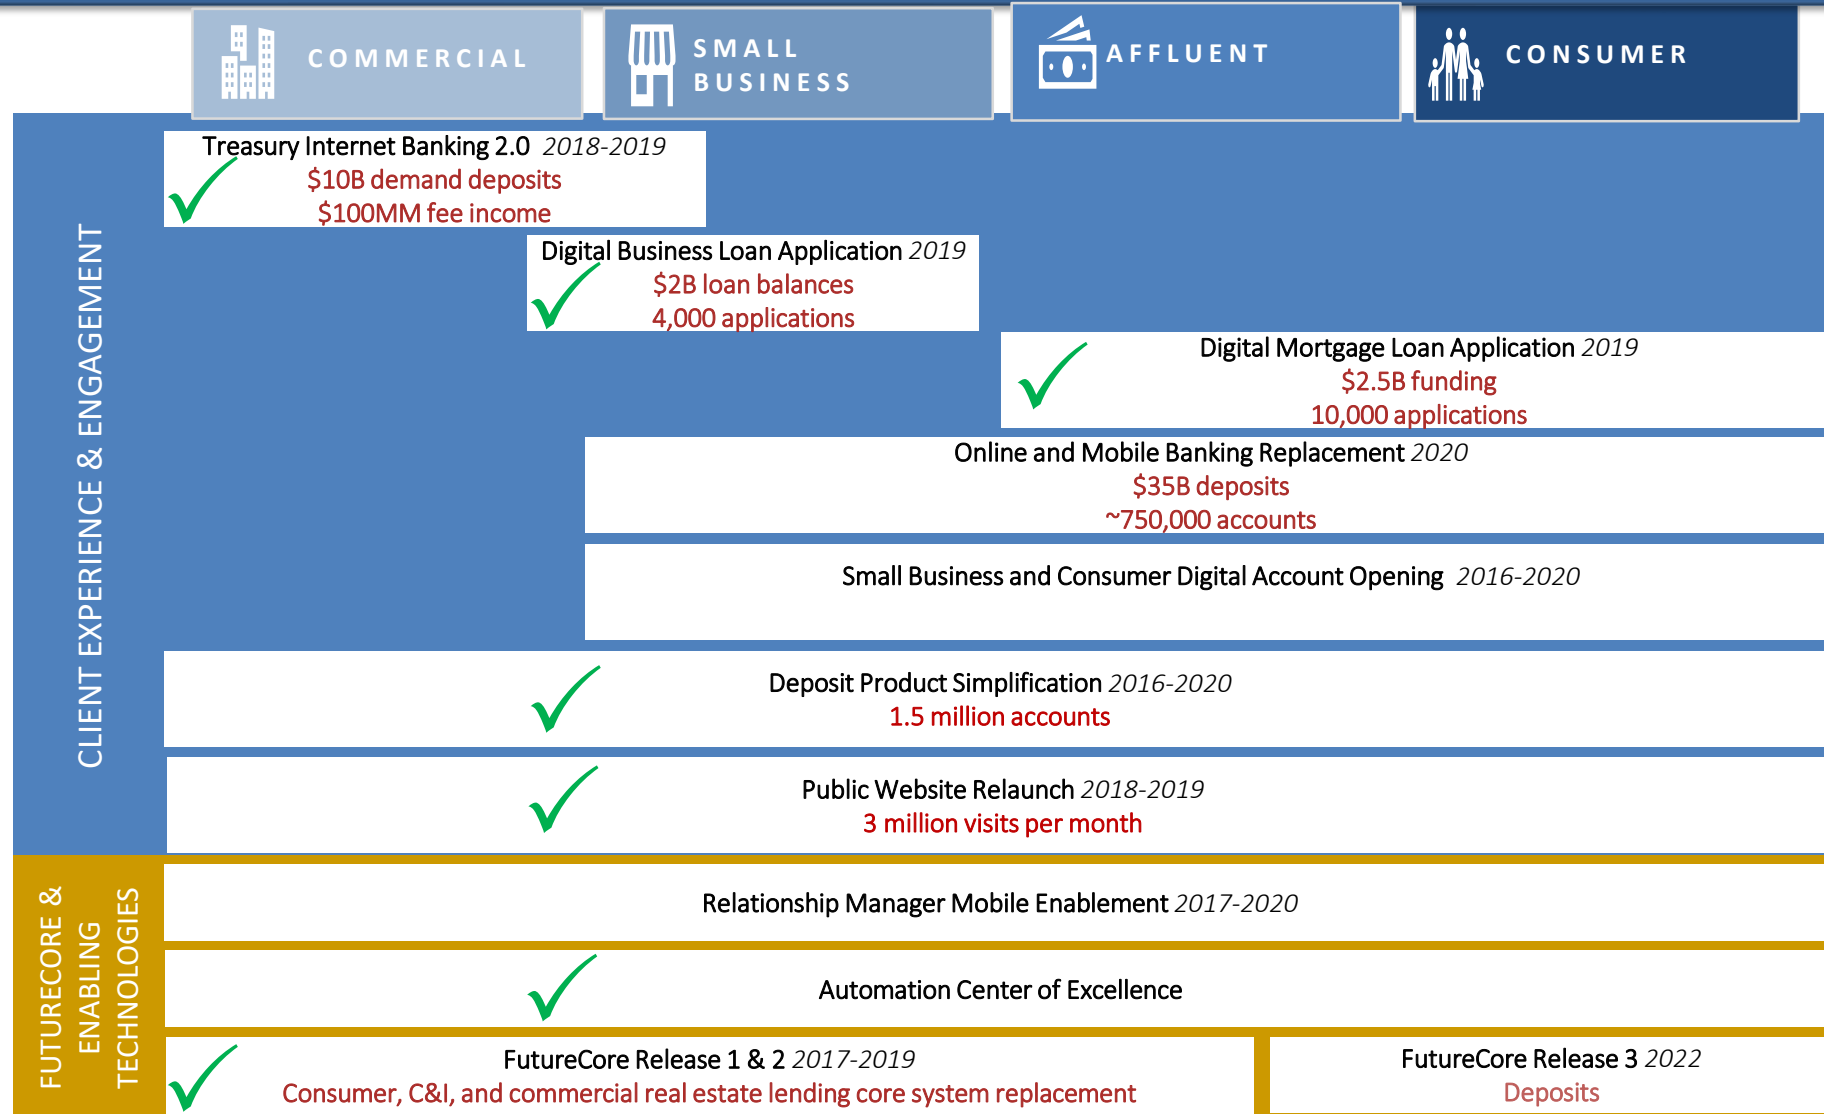 COMMERCIAL
SMALL
BUSINESS
AFFLUENT
CONSUMER
CLIENT EXPERIENCE & ENGAGEMENT
Treasury Internet Banking 2.0 2018-2019
$10B demand deposits
$100MM fee income
Digital Business Loan Application 2019
$2B loan balances
4,000 applications
Digital Mortgage Loan Application 2019
$2.5B funding
10,000 applications
Online and Mobile Banking Replacement 2020
$35B deposits
~750,000 accounts
Small Business and Consumer Digital Account Opening 2016-2020
Deposit Product Simplification 2016-2020
1.5 million accounts
Public Website Relaunch 2018-2019
3 million visits per month
FUTURECORE &
ENABLING
TECHNOLOGIES
Relationship Manager Mobile Enablement 2017-2020
Automation Center of Excellence
FutureCore Release 1 & 2 2017-2019
Consumer, C&I, and commercial real estate lending core system replacement
FutureCore Release 3 2022
Deposits